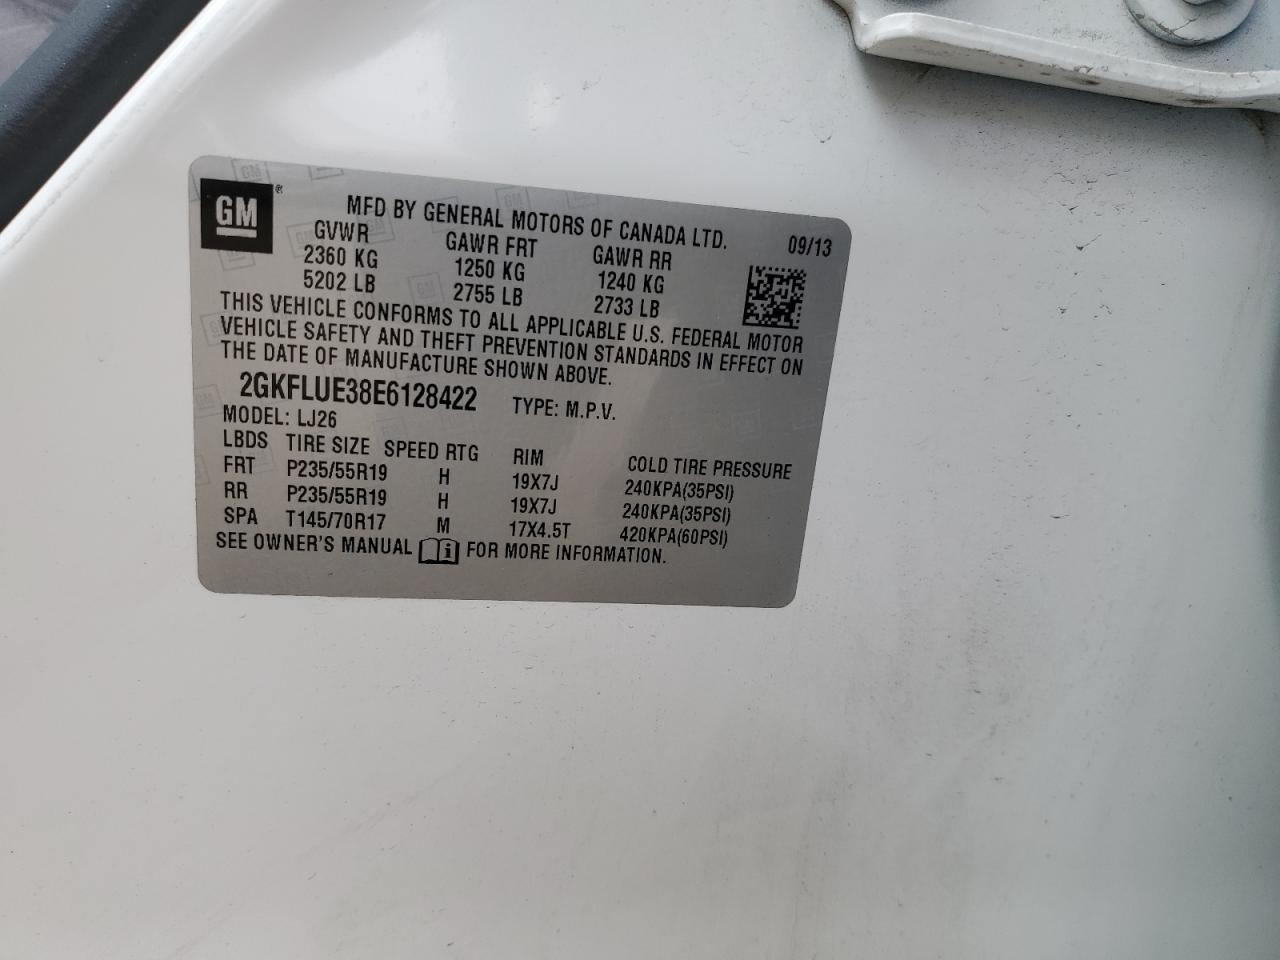 GM ®
MFD BY GENERAL MOTORS OF CANADA LTD. 09/13
GVWR GAWR FRT GAWR RR
2360 KG 1250 KG 1240 KG
5202 LB 2755 LB 2733 LB
THIS VEHICLE CONFORMS TO ALL APPLICABLE U.S. FEDERAL MOTOR
VEHICLE SAFETY AND THEFT PREVENTION STANDARDS IN EFFECT ON
THE DATE OF MANUFACTURE SHOWN ABOVE.
2GKFLUE38E6128422 TYPE: M.P.V.
MODEL: LJ26
LBDS TIRE SIZE SPEED RTG RIM COLD TIRE PRESSURE
FRT P235/55R19 H 19X7J 240KPA(35PSI)
RR P235/55R19 H 19X7J 240KPA(35PSI)
SPA T145/70R17 M 17X4.5T 420KPA(60PSI)
SEE OWNER'S MANUAL i FOR MORE INFORMATION.